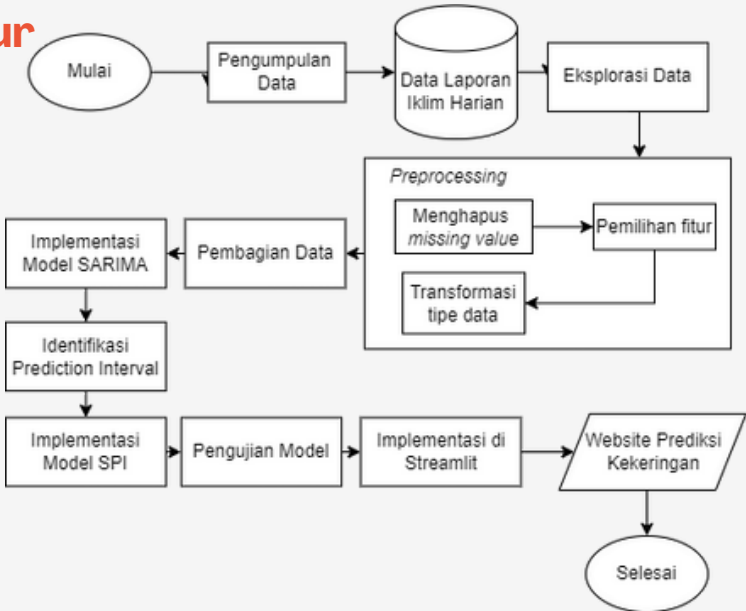 ur
Mulai
Pengumpulan
Data
Data Laporan
Iklim Harian
Eksplorasi Data
Preprocessing
Menghapus
missing value
Pemilihan fitur
Transformasi
tipe data
Pembagian Data
Implementasi
Model SARIMA
Identifikasi
Prediction Interval
Implementasi
Model SPI
Pengujian Model
Implementasi di
Streamlit
Website Prediksi
Kekeringan
Selesai